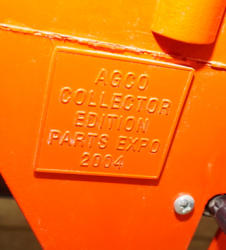 AGCO
COLLECTOR
EDITION
PARTS EXPO
2004